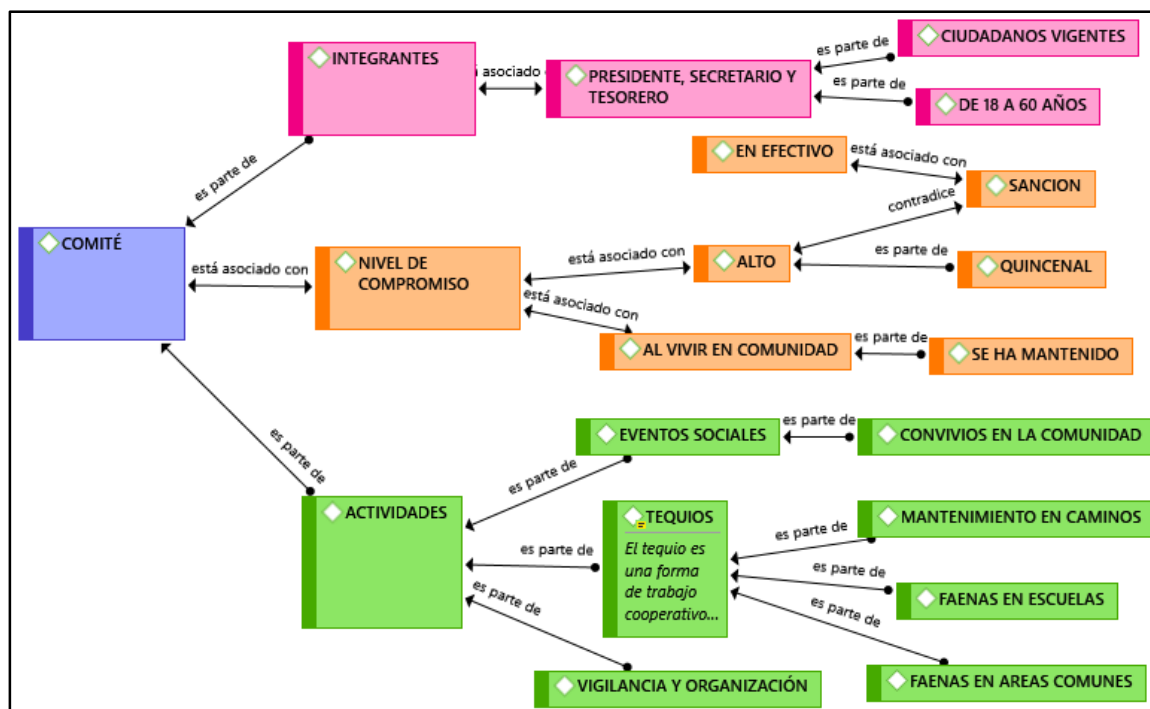 INTEGRANTES
es parte de
CIUDADANOS VIGENTES
á asociado
PRESIDENTE, SECRETARIO Y
TESORERO
es parte de
DE 18 A 60 AÑOS
es parte de
EN EFECTIVO
está asociado con
SANCION
contradice
COMITÉ
está asociado con
NIVEL DE
COMPROMISO
está asociado con
ALTO
es parte de
QUINCENAL
está asociado con
AL VIVIR EN COMUNIDAD
es parte de
SE HA MANTENIDO
es parte de
EVENTOS SOCIALES
es parte de
CONVIVIOS EN LA COMUNIDAD
es parte de
ACTIVIDADES
es parte de
TEQUIOS
El tequio es
una forma
de trabajo
cooperativo...
es parte de
MANTENIMIENTO EN CAMINOS
es parte de
FAENAS EN ESCUELAS
es parte de
FAENAS EN AREAS COMUNES
es parte de
VIGILANCIA Y ORGANIZACIÓN